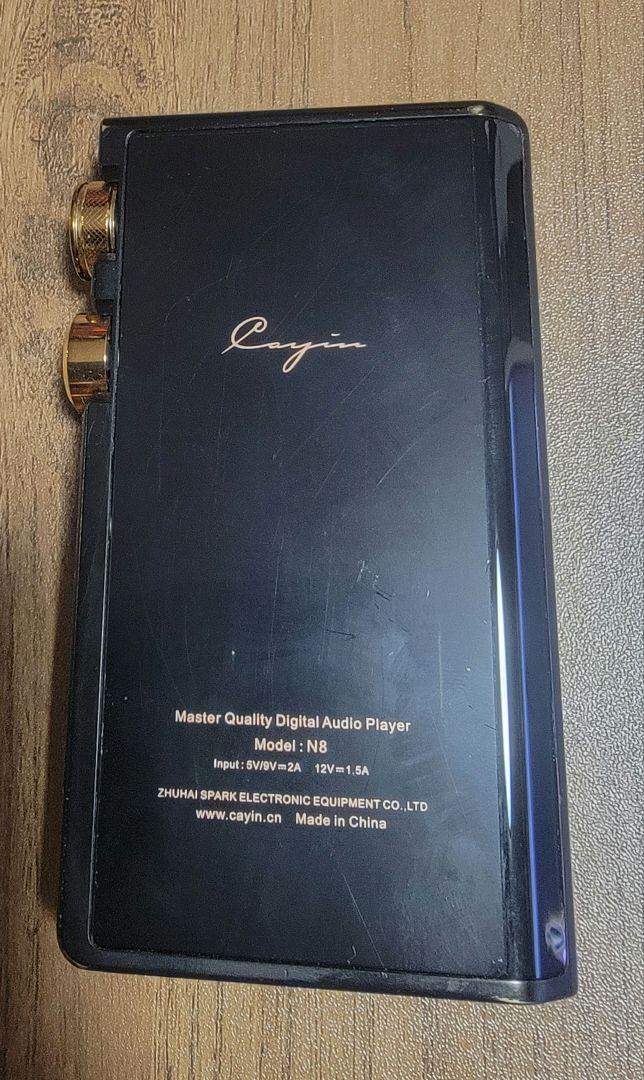 Cayin
Master Quality Digital Audio Player
Model : N8
Input : 5V/9V⎓2A 12V⎓1.5A
ZHUHAI SPARK ELECTRONIC EQUIPMENT CO.,LTD
www.cayin.cn Made in China